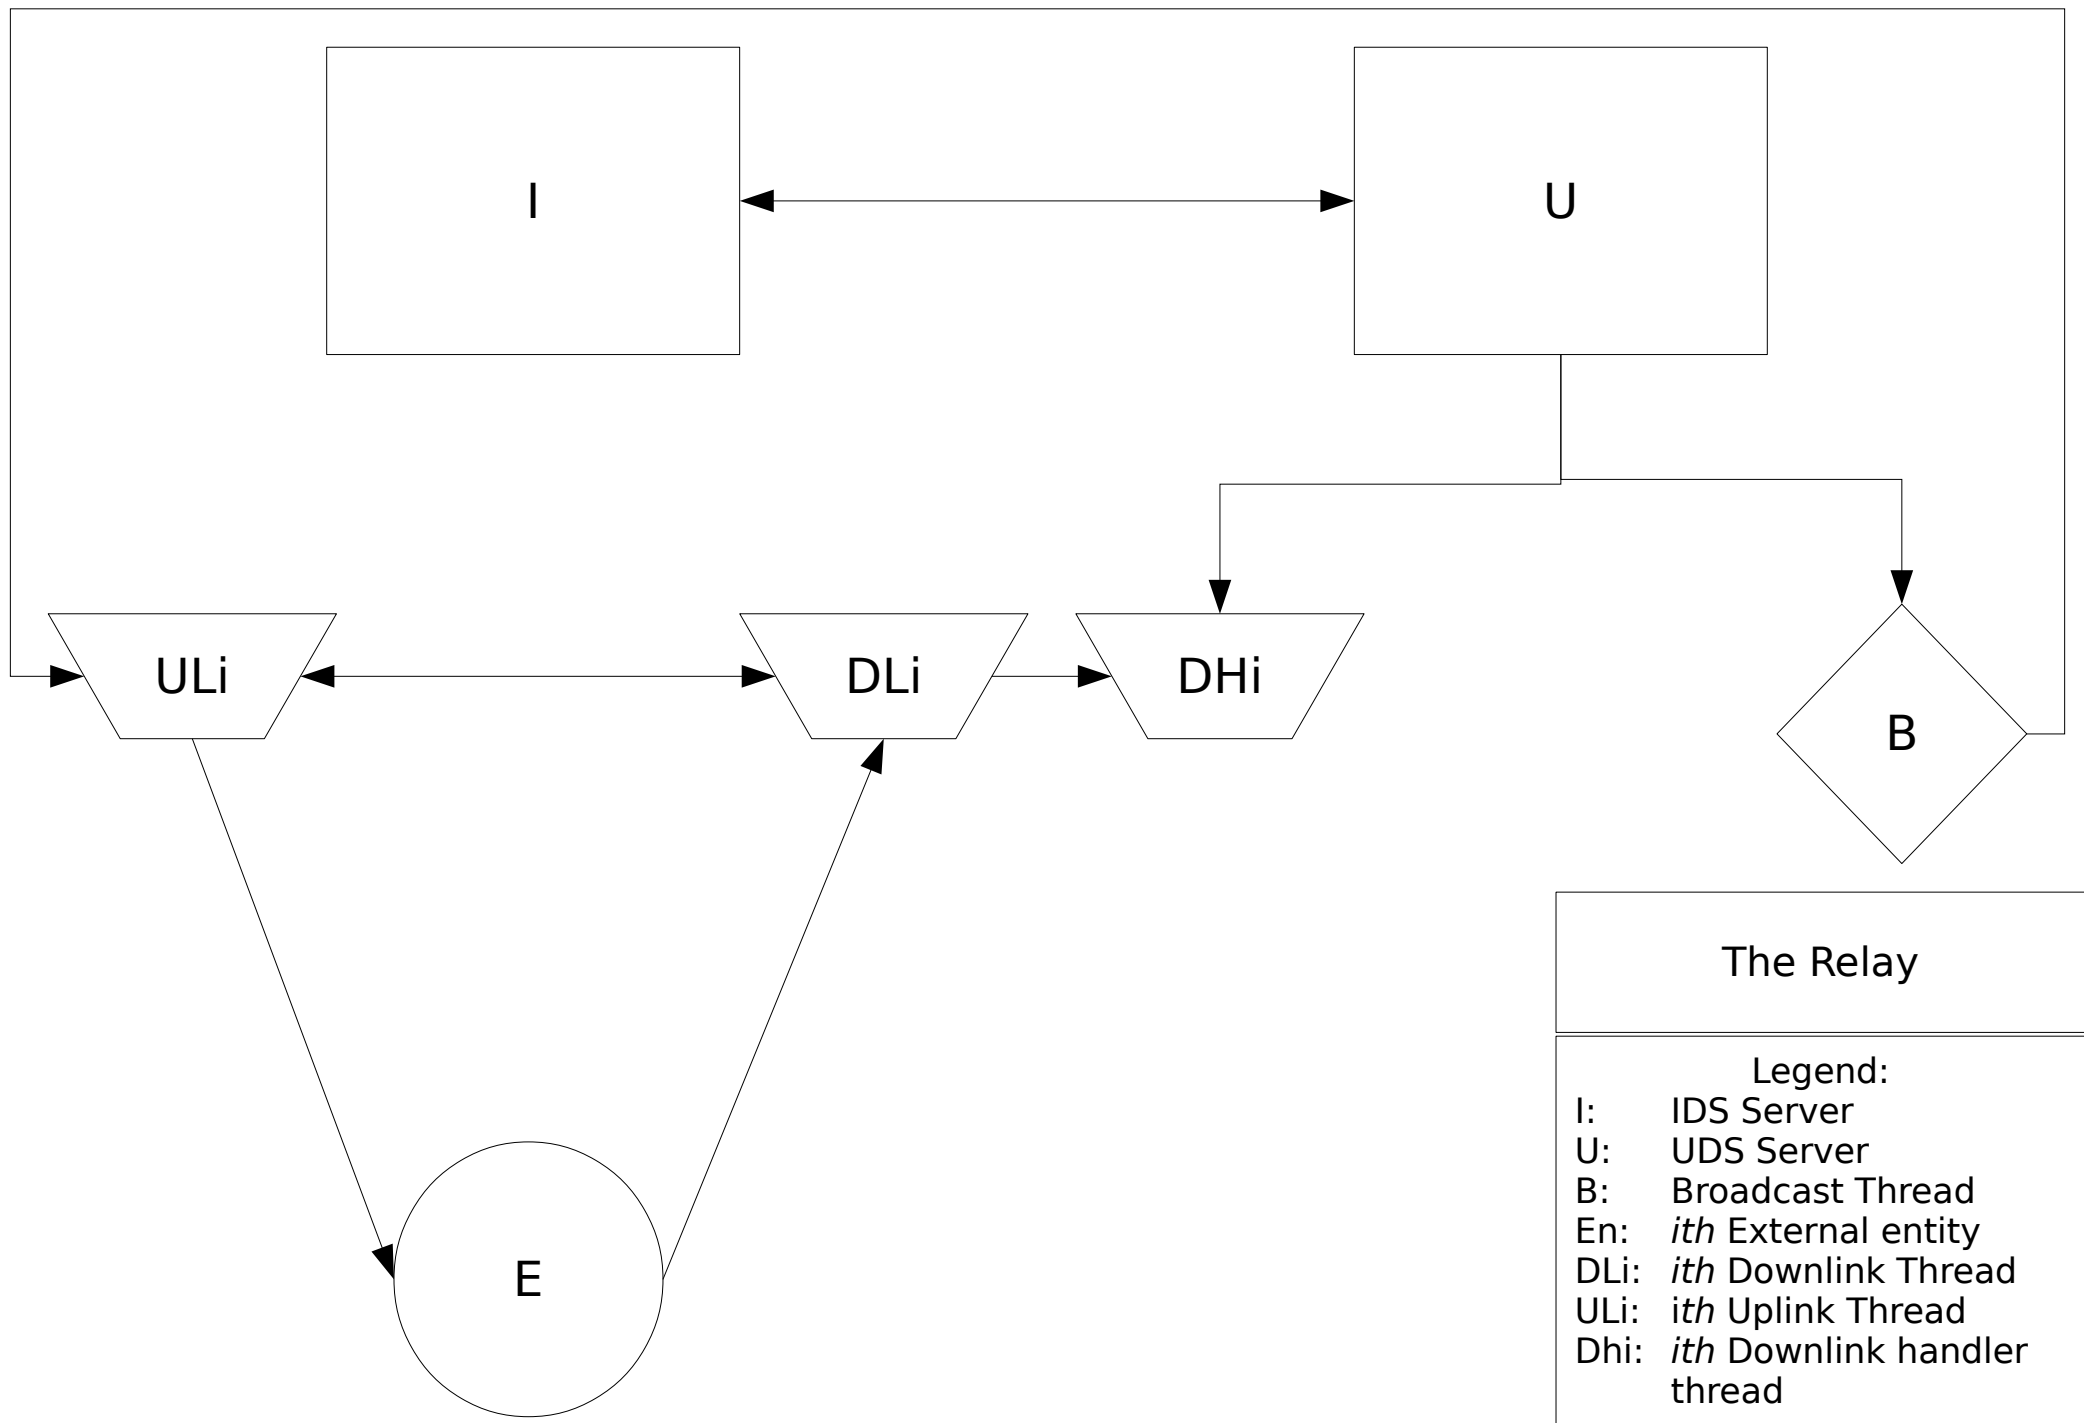 I
U
ULi
DLi
DHi
B
E
The Relay
Legend:
I: IDS Server
U: UDS Server
B: Broadcast Thread
En: ith External entity
DLi: ith Downlink Thread
ULi: ith Uplink Thread
Dhi: ith Downlink handler
thread